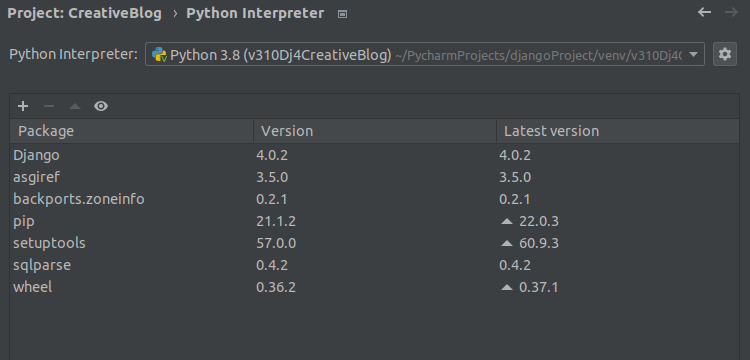 Project: CreativeBlog › Python Interpreter
Python Interpreter: Python 3.8 (v310Dj4CreativeBlog) ~/PycharmProjects/djangoProject/venv/v310Dj4C
Package Version Latest version
Django 4.0.2 4.0.2
asgiref 3.5.0 3.5.0
backports.zoneinfo 0.2.1 0.2.1
pip 21.1.2 22.0.3
setuptools 57.0.0 60.9.3
sqlparse 0.4.2 0.4.2
wheel 0.36.2 0.37.1